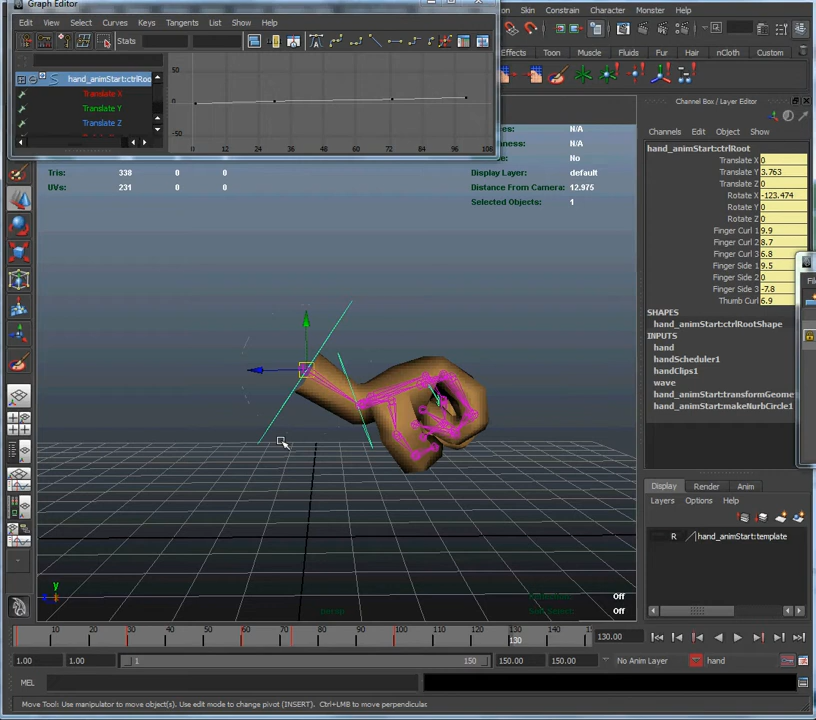 Graph Editor
Edit View Select Curves Keys Tangents List Show Help
Stats
hand_animStart:ctrlRoo
Translate X
Translate Y
Translate Z
50
0
-50
0 12 24 36 48 60 72 84 96 108
Skin Constrain Character Muscle Help
Effects Toon Muscle Fluids Fur Hair nCloth Custom
Tris: 338 0 0
UVs: 231 0 0
N/A
N/A
No
Display Layer: default
Distance From Camera: 12.975
Selected Objects: 1
Channel Box / Layer Editor
Channels Edit Object Show
hand_animStart:ctrlRoot
Translate X 0
Translate Y 3.763
Translate Z 0
Rotate X -123.474
Rotate Y 0
Rotate Z 0
Finger Curl 1 9.9
Finger Curl 2 8.7
Finger Curl 3 6.8
Finger Side 1 9.5
Finger Side 2 0
Finger Side 3 -7.8
Thumb Curl 6.9
SHAPES
hand_animStart:ctrlRootShape
INPUTS
hand
handScheduler1
handClips1
wave
hand_animStart:transformGeome
hand_animStart:makeNurbCircle1
Display Render Anim
Layers Options Help
R hand_animStart:template
y
Off
Off
10 20 30 40 50 60 70 80 90 100 110 120 130 140 15
130
130.00
1.00 1.00 1 150 150.00 150.00 No Anim Layer hand
MEL
Move Tool: Use manipulator to move object(s). Use edit mode to change pivot (INSERT). Ctrl+LMB to move perpendicular